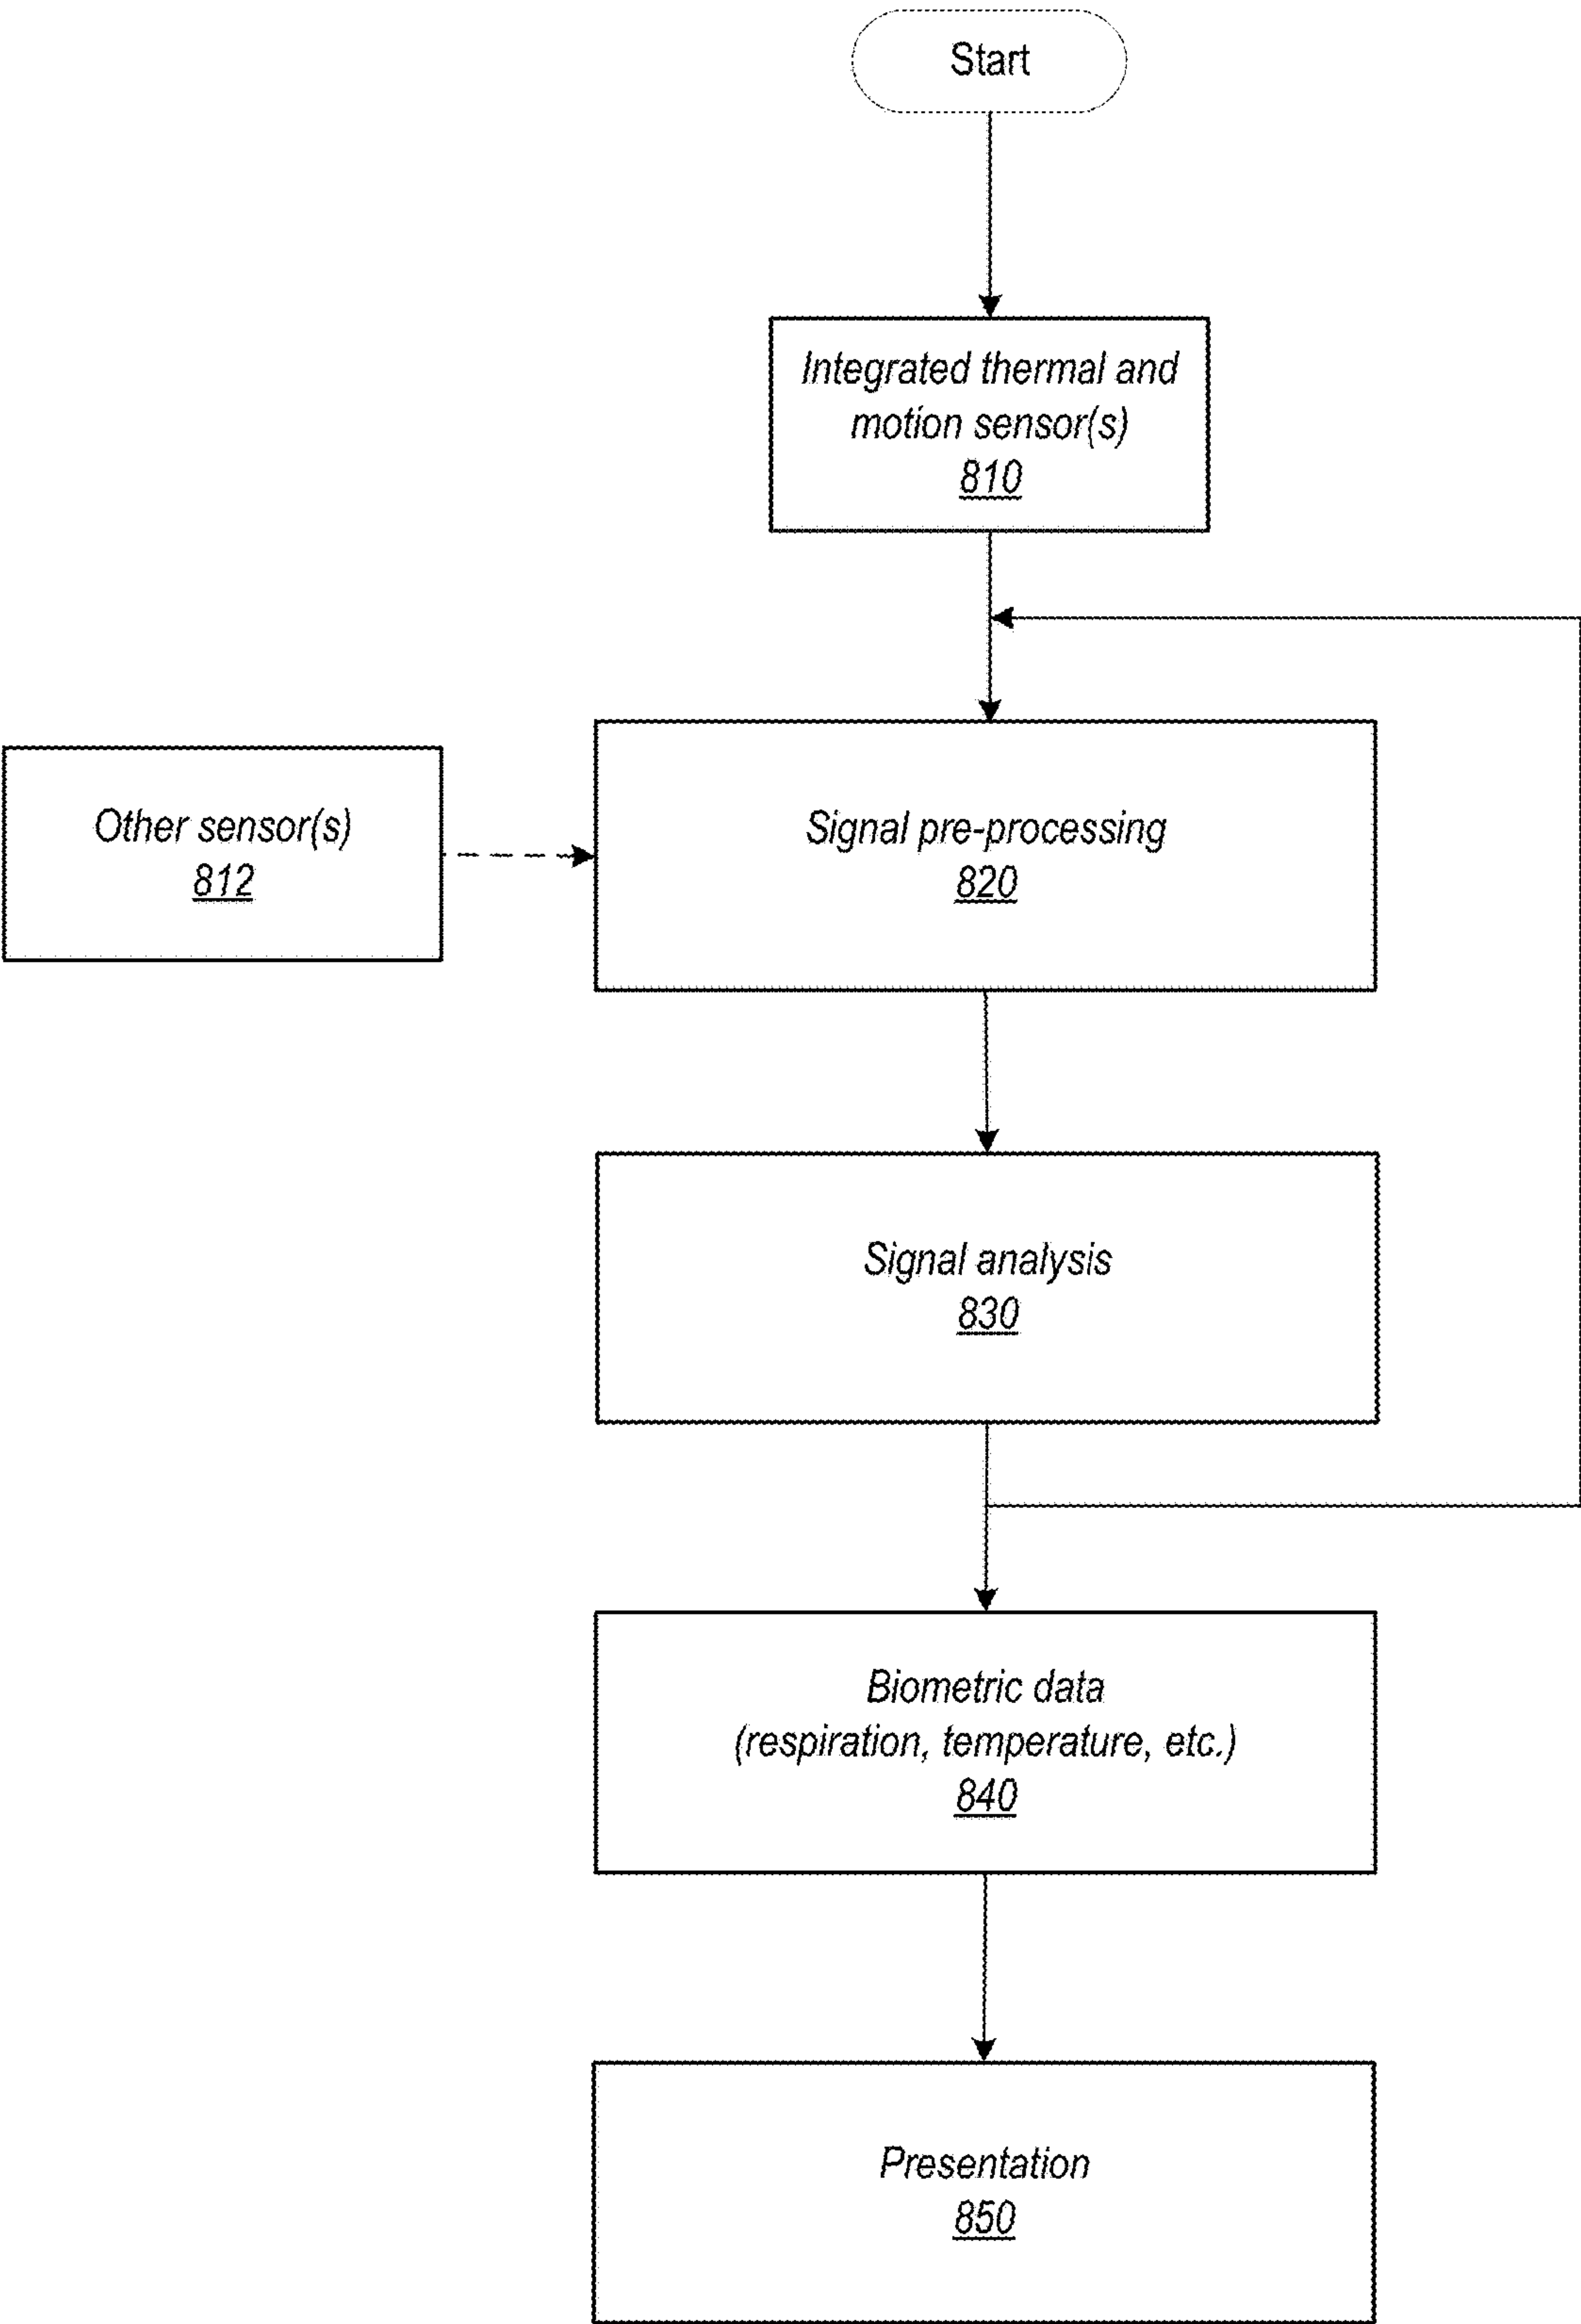 Start
Integrated thermal and
motion sensor(s)
810
Other sensor(s)
812
Signal pre-processing
820
Signal analysis
830
Biometric data
(respiration, temperature, etc.)
840
Presentation
850